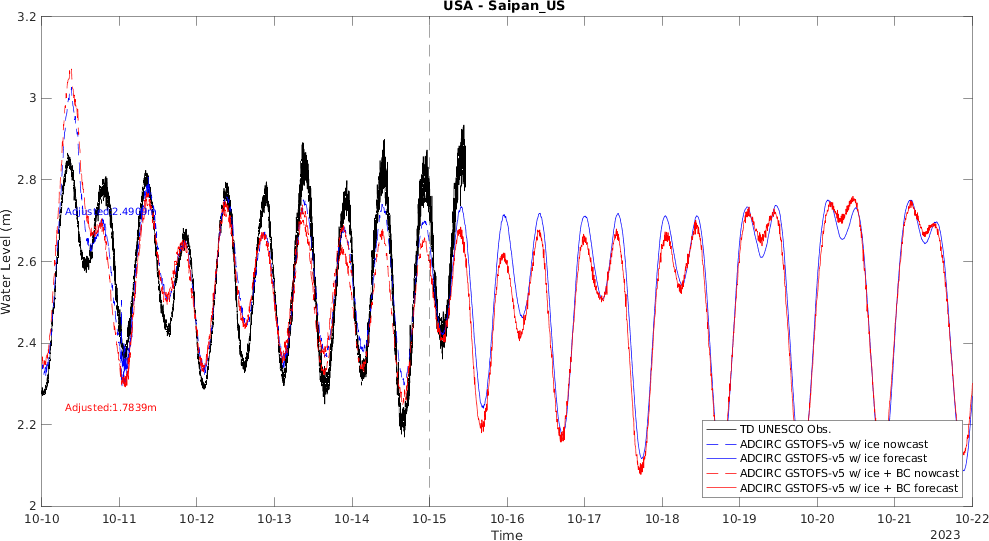 USA - Saipan_US
3.2
3
2.8
2.6
2.4
2.2
2
Water Level (m)
Adjusted:2.4909m
Adjusted:1.7839m
TD UNESCO Obs.
ADCIRC GSTOFS-v5 w/ ice nowcast
ADCIRC GSTOFS-v5 w/ ice forecast
ADCIRC GSTOFS-v5 w/ ice + BC nowcast
ADCIRC GSTOFS-v5 w/ ice + BC forecast
10-10 10-11 10-12 10-13 10-14 10-15 10-16 10-17 10-18 10-19 10-20 10-21 10-22
Time
2023